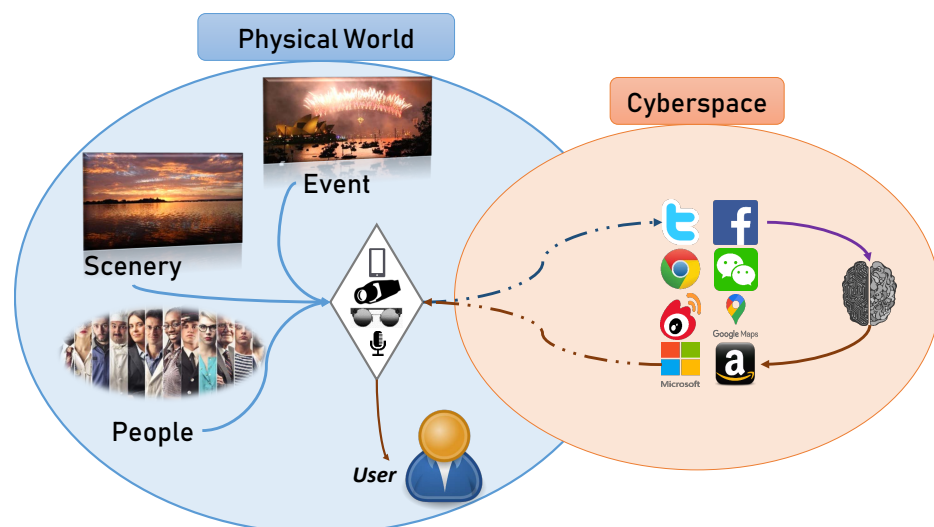 Physical World
Cyberspace
Event
Scenery
Google Maps
Microsoft
People
User